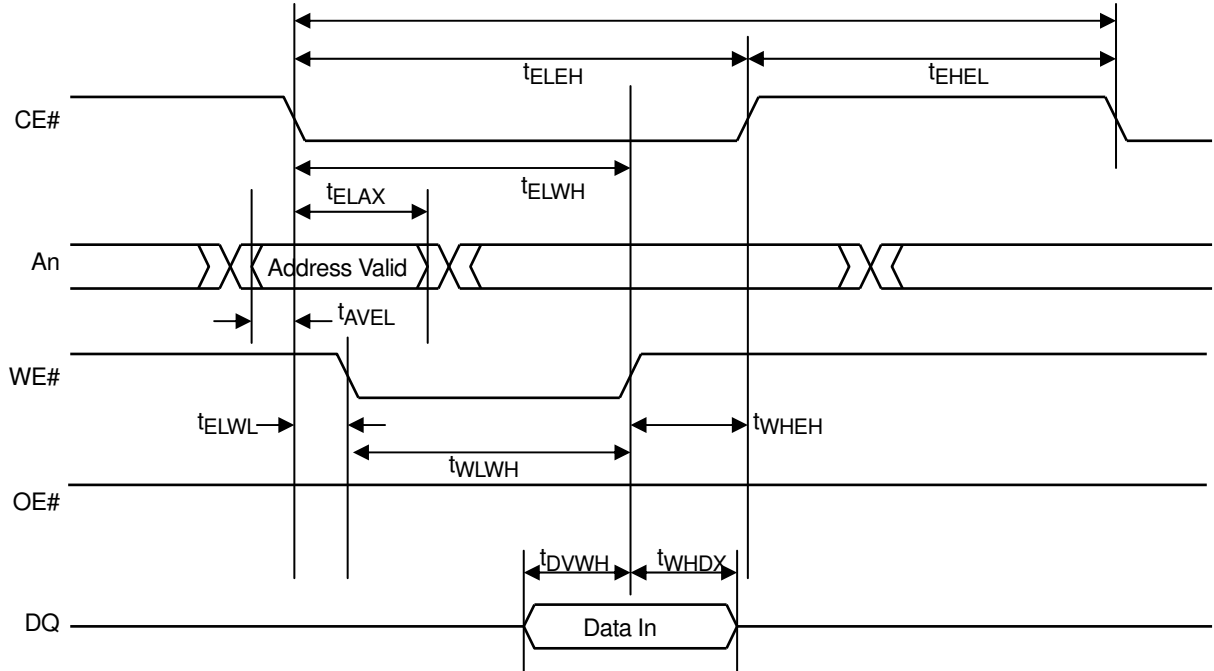 tELEH
tEHEL
CE#
tELWH
tELAX
An
Address Valid
tAVEL
WE#
tELWL
tWHEH
tWLWH
OE#
tDVWH
tWHDX
DQ
Data In